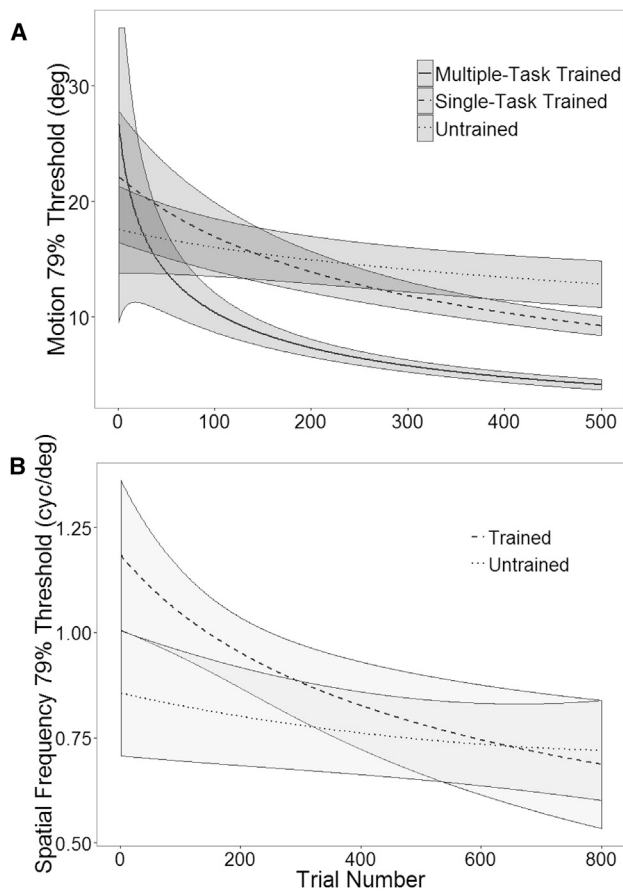 A
Motion 79% Threshold (deg)
30
20
10
Multiple-Task Trained
Single-Task Trained
Untrained
0 100 200 300 400 500
B
Spatial Frequency 79% Threshold (cyc/deg)
1.25
1.00
0.75
0.50
Trained
Untrained
0 200 400 600 800
Trial Number